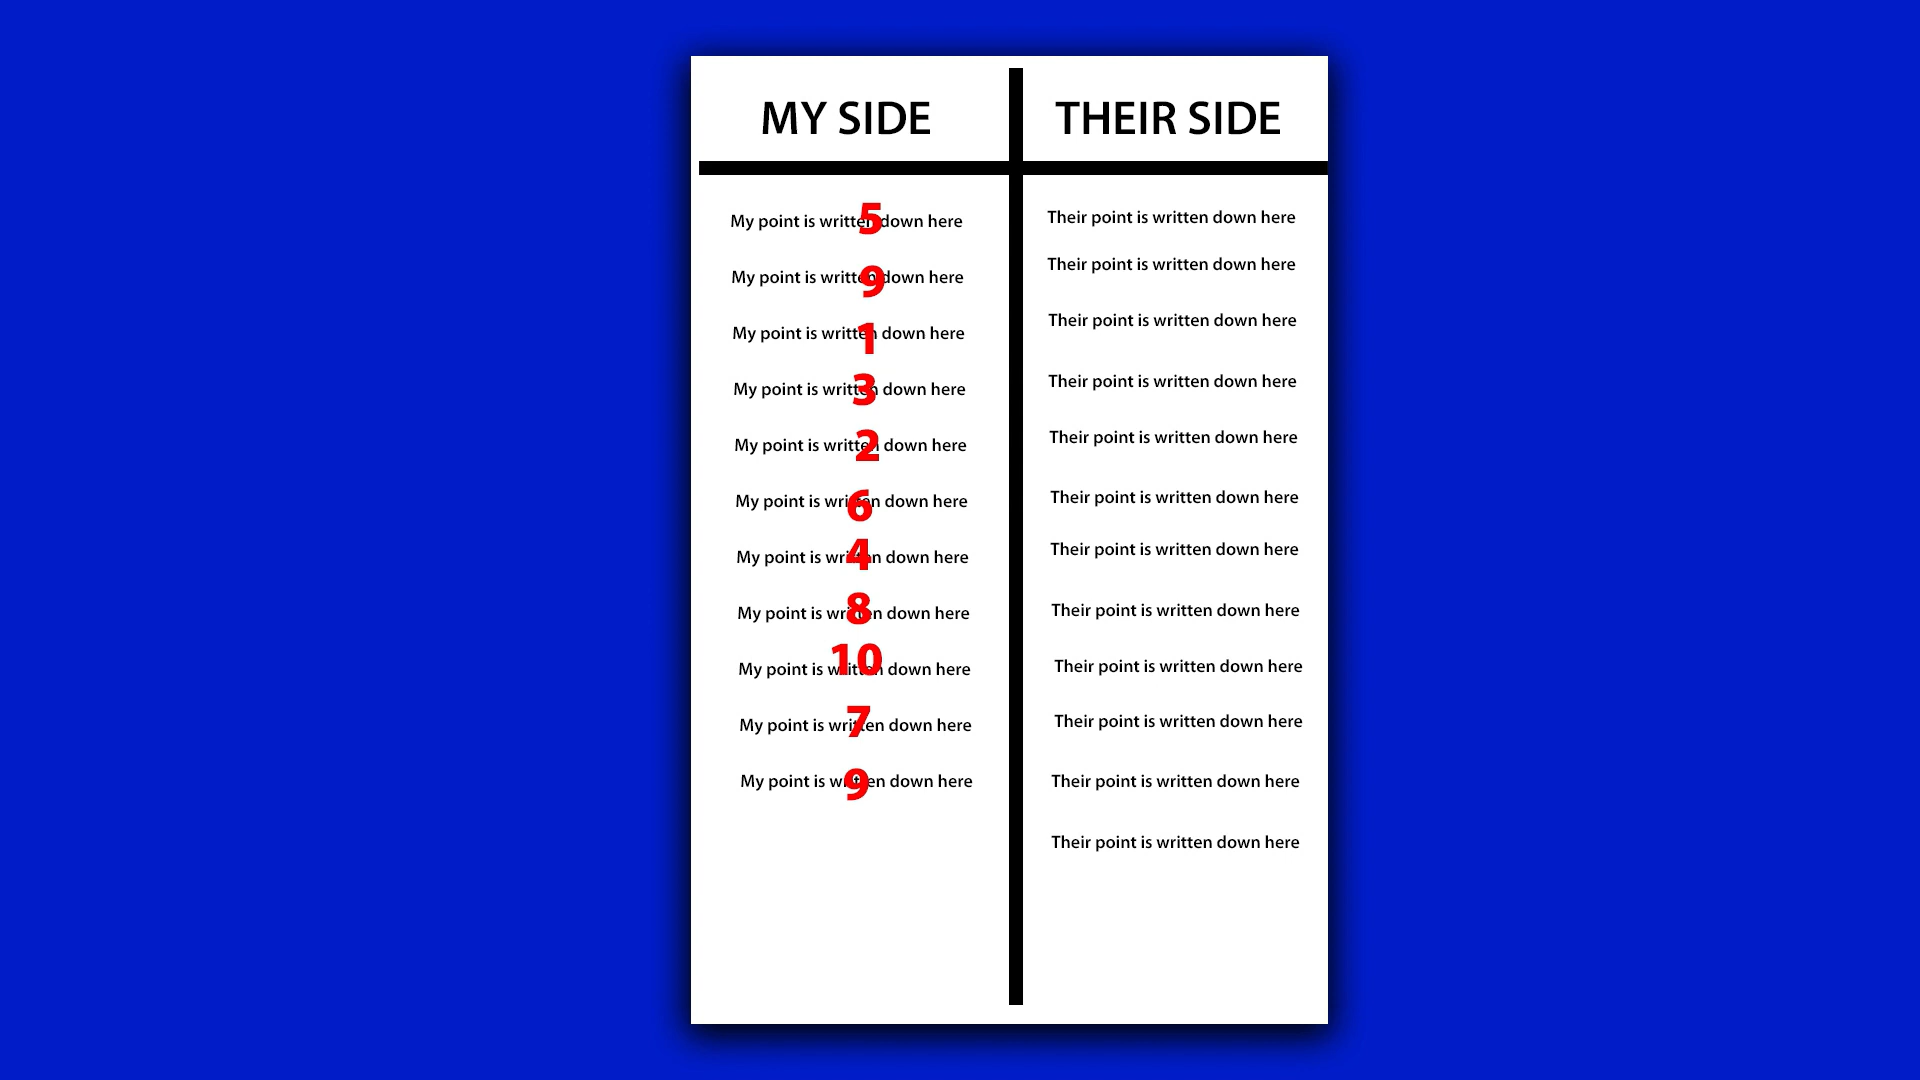 MY SIDE
THEIR SIDE
My point is written down here
5
My point is written down here
9
My point is written down here
1
My point is written down here
3
My point is written down here
2
My point is written down here
6
My point is written down here
4
My point is written down here
8
My point is written down here
10
My point is written down here
7
My point is written down here
9
Their point is written down here
Their point is written down here
Their point is written down here
Their point is written down here
Their point is written down here
Their point is written down here
Their point is written down here
Their point is written down here
Their point is written down here
Their point is written down here
Their point is written down here
Their point is written down here